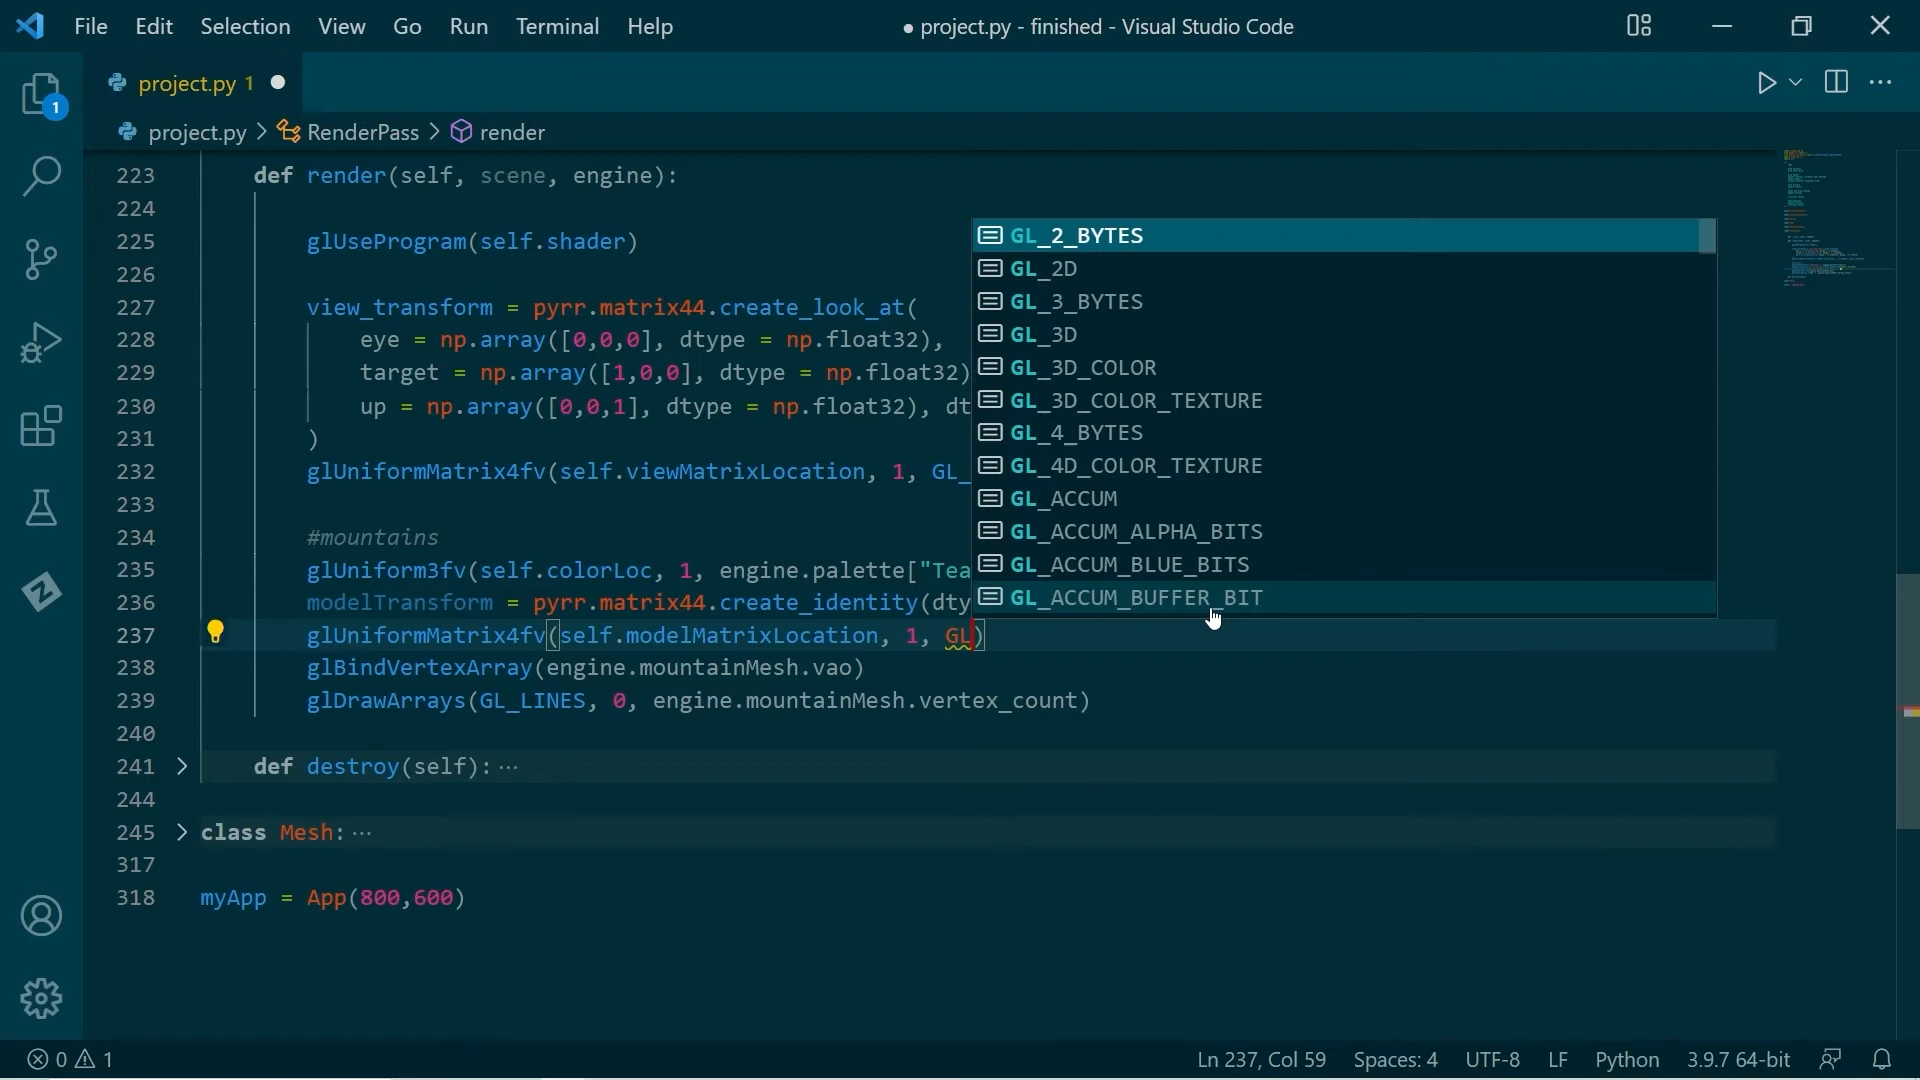 File Edit Selection View Go Run Terminal Help
● project.py - finished - Visual Studio Code
1
project.py 1
project.py > RenderPass > render
223 def render(self, scene, engine):
224
225 glUseProgram(self.shader)
226
227 view_transform = pyrr.matrix44.create_look_at(
228 eye = np.array([0,0,0], dtype = np.float32),
229 target = np.array([1,0,0], dtype = np.float32)
230 up = np.array([0,0,1], dtype = np.float32), dt
231 )
232 glUniformMatrix4fv(self.viewMatrixLocation, 1, GL_
233
234 #mountains
235 glUniform3fv(self.colorLoc, 1, engine.palette["Tea
236 modelTransform = pyrr.matrix44.create_identity(dty
237 glUniformMatrix4fv(self.modelMatrixLocation, 1, GL)
238 glBindVertexArray(engine.mountainMesh.vao)
239 glDrawArrays(GL_LINES, 0, engine.mountainMesh.vertex_count)
240
241 def destroy(self):···
244
245 class Mesh:···
317
318 myApp = App(800,600)
GL_2_BYTES
GL_2D
GL_3_BYTES
GL_3D
GL_3D_COLOR
GL_3D_COLOR_TEXTURE
GL_4_BYTES
GL_4D_COLOR_TEXTURE
GL_ACCUM
GL_ACCUM_ALPHA_BITS
GL_ACCUM_BLUE_BITS
GL_ACCUM_BUFFER_BIT
0 1 Ln 237, Col 59 Spaces: 4 UTF-8 LF Python 3.9.7 64-bit